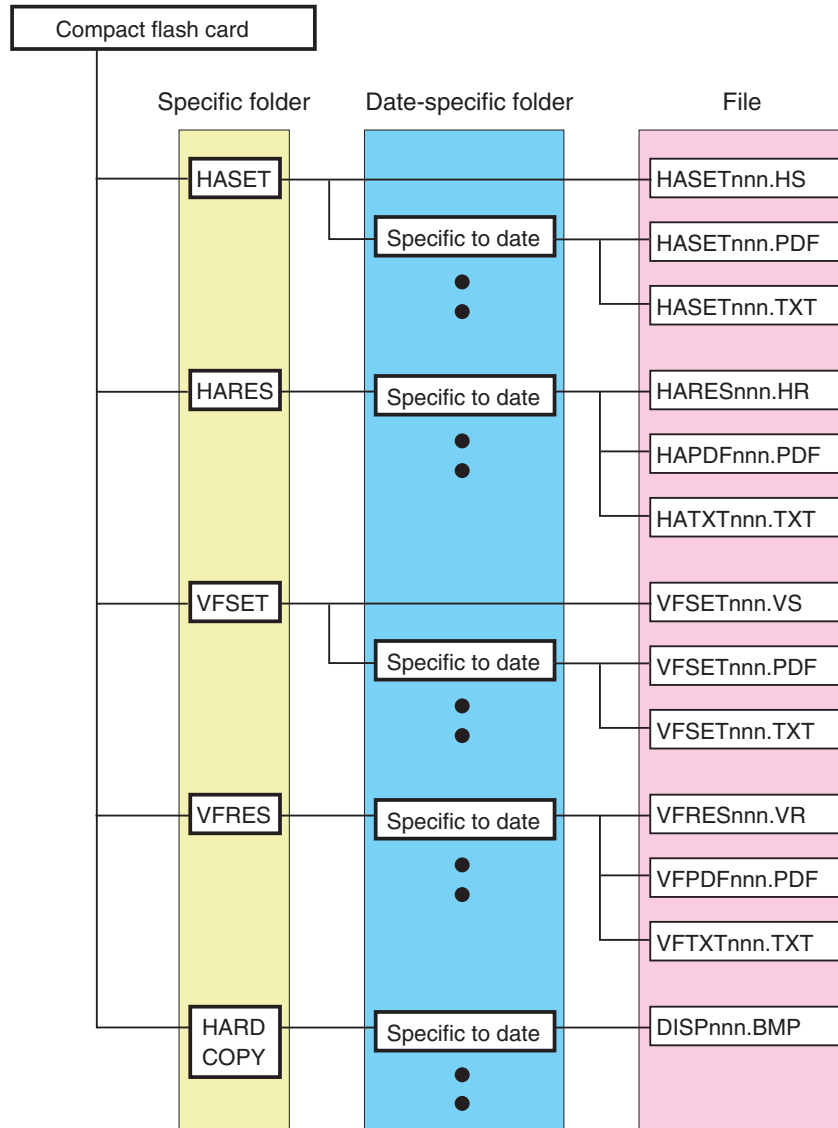 Compact flash card
Specific folder Date-specific folder File
HASET HASETnnn.HS
Specific to date HASETnnn.PDF
HASETnnn.TXT
HARES Specific to date HARESnnn.HR
HAPDFnnn.PDF
HATXTnnn.TXT
VFSET VFSETnnn.VS
Specific to date VFSETnnn.PDF
VFSETnnn.TXT
VFRES Specific to date VFRESnnn.VR
VFPDFnnn.PDF
VFTXTnnn.TXT
HARD Specific to date DISPnnn.BMP
COPY